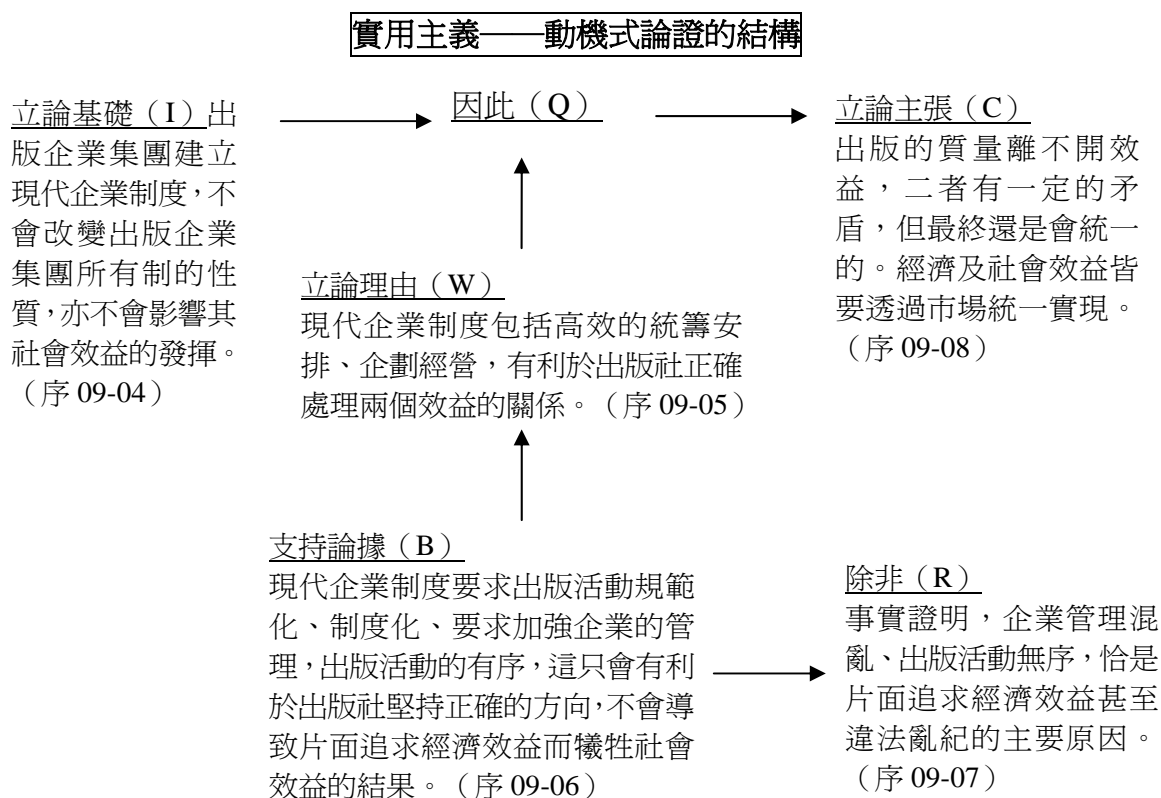 實用主義——動機式論證的結構
立論基礎（I）出
版企業集團建立
現代企業制度，不
會改變出版企業
集團所有制的性
質，亦不會影響其
社會效益的發揮。
（序 09-04）
因此（Q）
立論主張（C）
出版的質量離不開效
益，二者有一定的矛
盾，但最終還是會統一
的。經濟及社會效益皆
要透過市場統一實現。
（序 09-08）
立論理由（W）
現代企業制度包括高效的統籌安
排、企劃經營，有利於出版社正確
處理兩個效益的關係。（序 09-05）
支持論據（B）
現代企業制度要求出版活動規範
化、制度化、要求加強企業的管
理，出版活動的有序，這只會有利
於出版社堅持正確的方向，不會導
致片面追求經濟效益而犧牲社會
效益的結果。（序 09-06）
除非（R）
事實證明，企業管理混
亂、出版活動無序，恰是
片面追求經濟效益甚至
違法亂紀的主要原因。
（序 09-07）